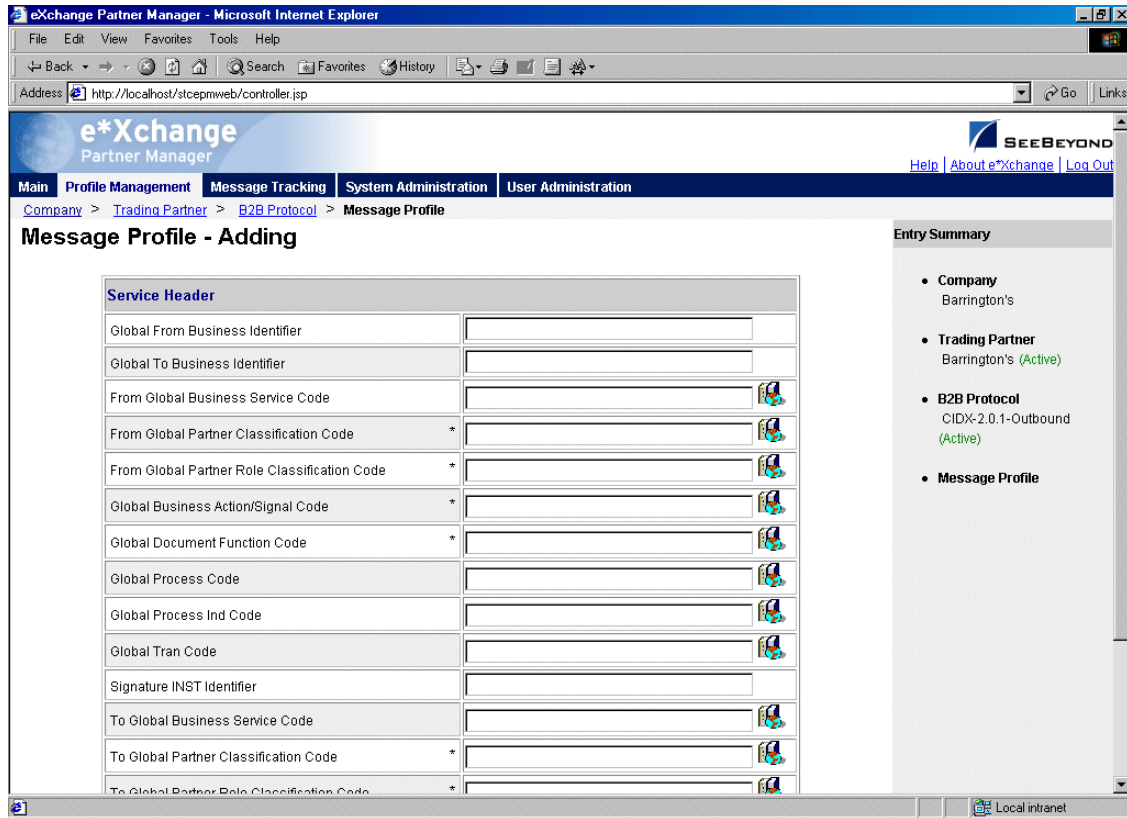 eXchange Partner Manager - Microsoft Internet Explorer
File Edit View Favorites Tools Help
Back Search Favorites History
Address http://localhost/stcepmweb/controller.jsp Go Links
e*Xchange
Partner Manager
SEEBEYOND
Help | About e*Xchange | Log Out
Main Profile Management Message Tracking System Administration User Administration
Company > Trading Partner > B2B Protocol > Message Profile
Message Profile - Adding
Service Header
Global From Business Identifier
Global To Business Identifier
From Global Business Service Code
From Global Partner Classification Code *
From Global Partner Role Classification Code *
Global Business Action/Signal Code *
Global Document Function Code *
Global Process Code
Global Process Ind Code
Global Tran Code
Signature INST Identifier
To Global Business Service Code
To Global Partner Classification Code *
To Global Partner Role Classification Code *
Entry Summary
• Company
Barrington's
• Trading Partner
Barrington's (Active)
• B2B Protocol
CIDX-2.0.1-Outbound
(Active)
• Message Profile
Local intranet